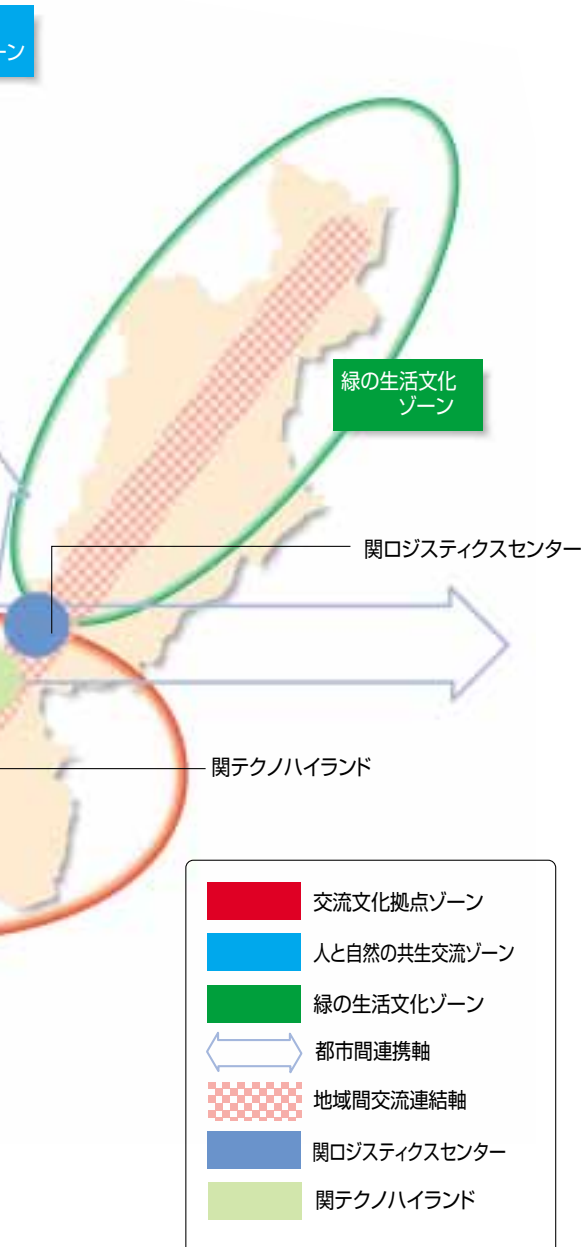 ーン
緑の生活文化
ゾーン
関ロジスティクスセンター
関テクノハイランド
交流文化拠点ゾーン
人と自然の共生交流ゾーン
緑の生活文化ゾーン
都市間連携軸
地域間交流連結軸
関ロジスティクスセンター
関テクノハイランド